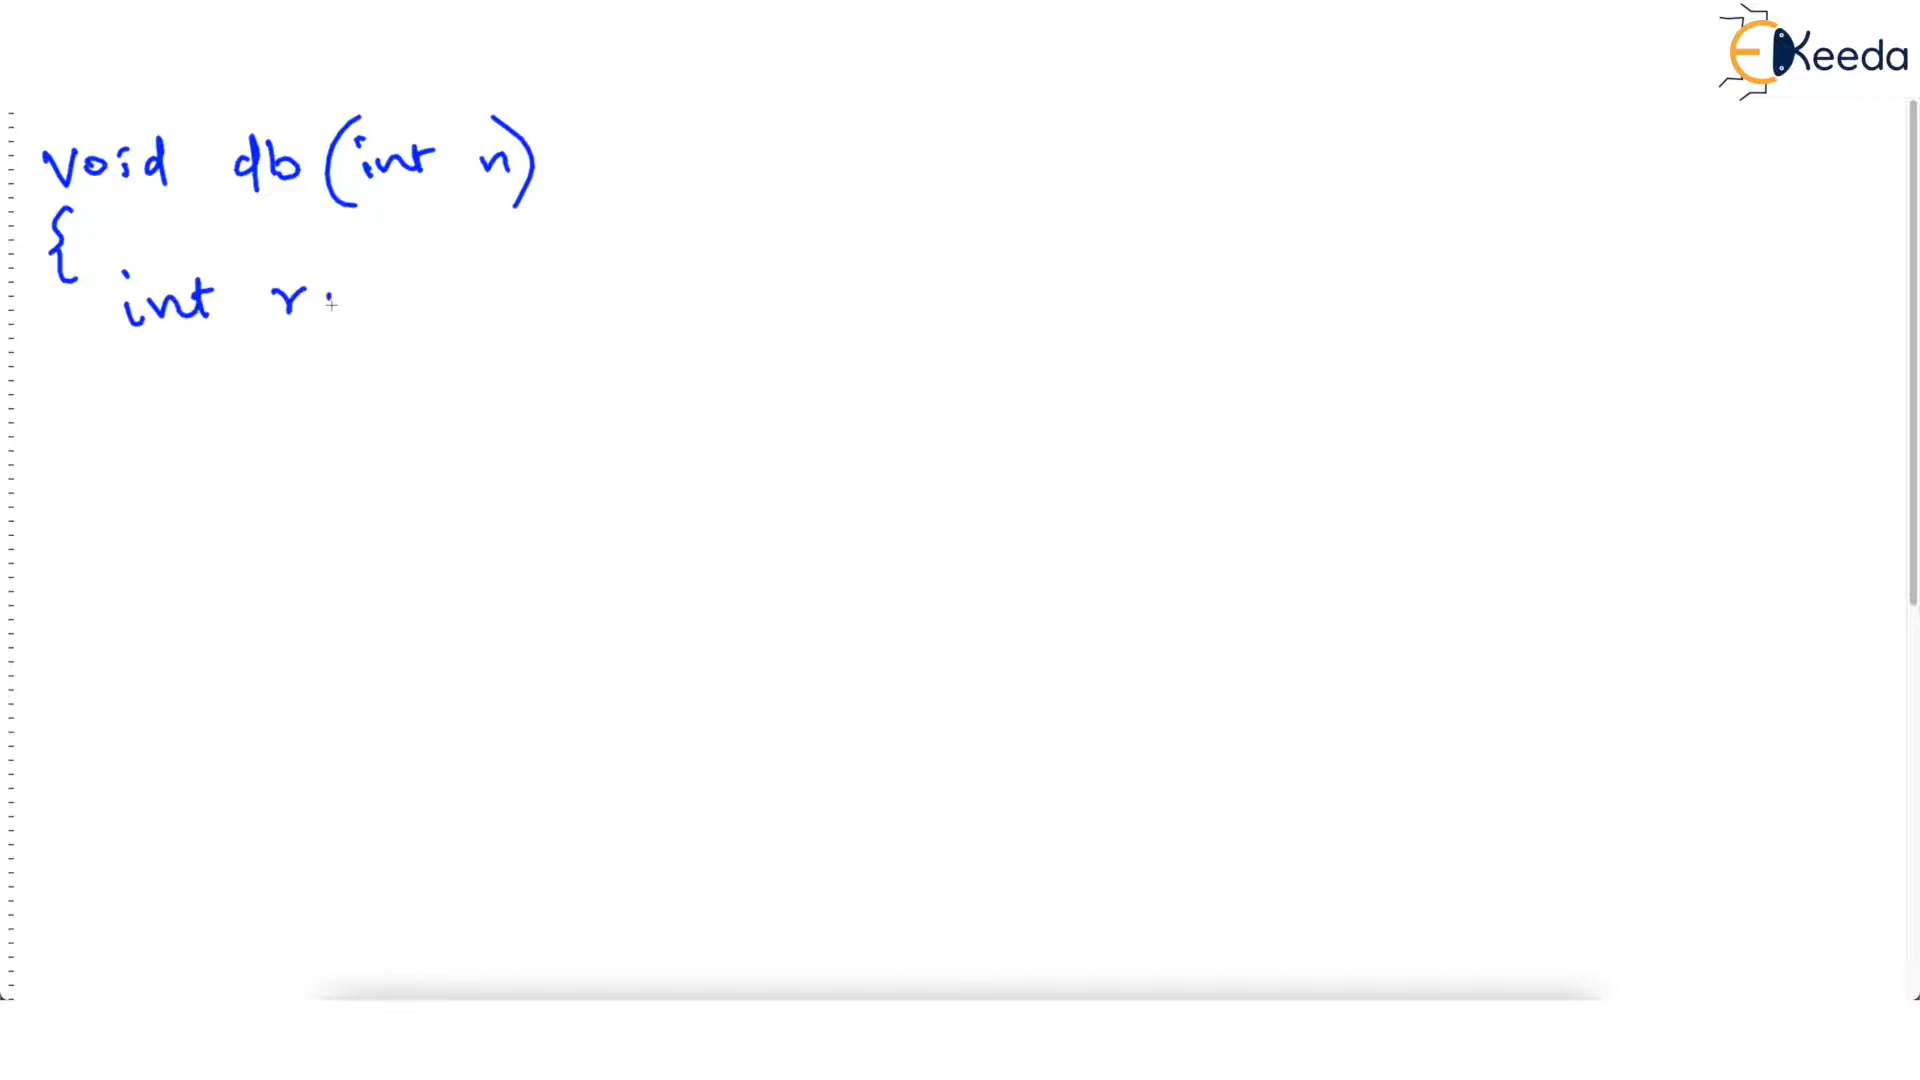 EKeeda
void db(int n)
{
int r.